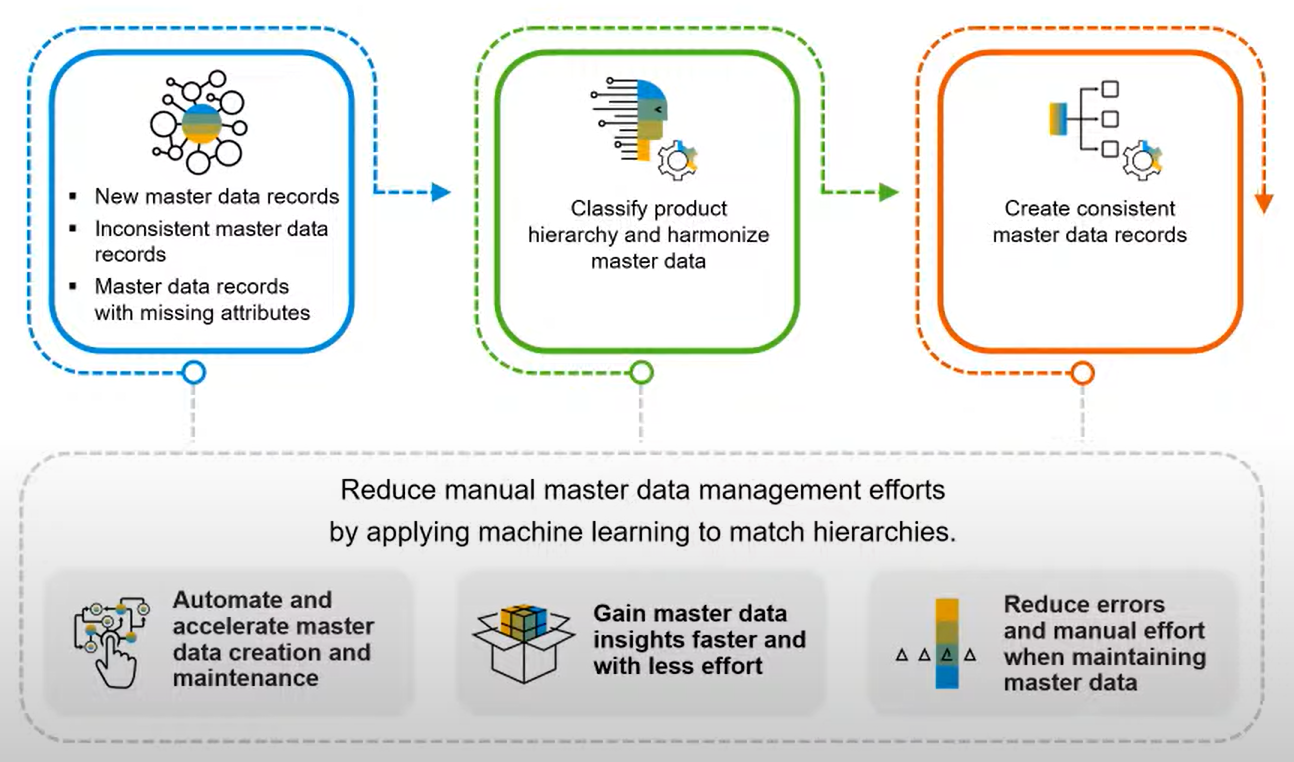 New master data records
Inconsistent master data
records
Master data records
with missing attributes
Classify product
hierarchy and harmonize
master data
Create consistent
master data records
Reduce manual master data management efforts
by applying machine learning to match hierarchies.
Automate and
accelerate master
data creation and
maintenance
Gain master data
insights faster and
with less effort
Reduce errors
and manual effort
when maintaining
master data